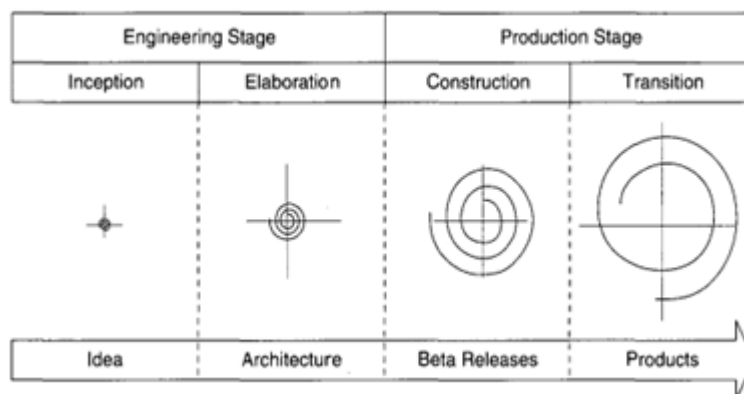 Engineering Stage Production Stage
Inception Elaboration Construction Transition
Idea Architecture Beta Releases Products